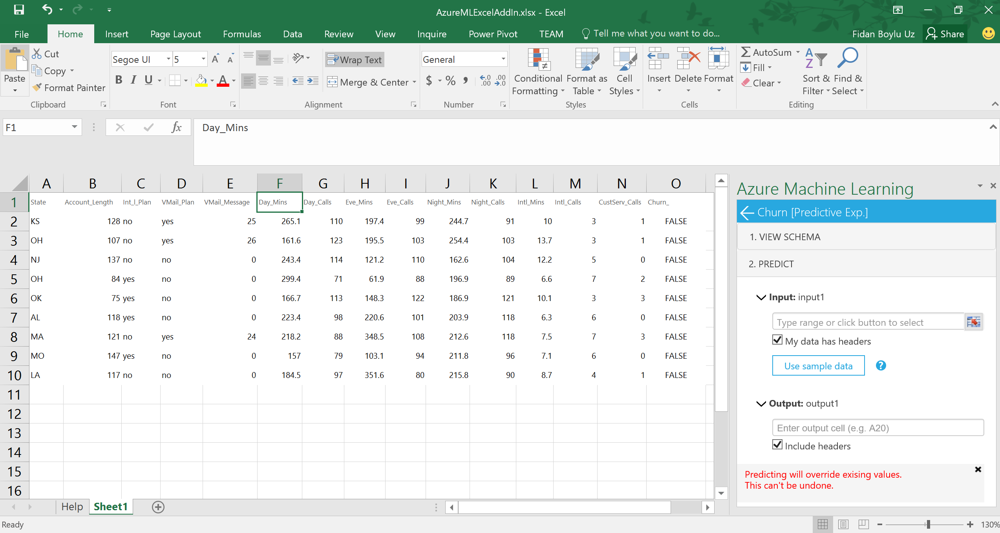 AzureMLExcelAddIn.xlsx - Excel
File Home Insert Page Layout Formulas Data Review View Inquire Power Pivot TEAM Tell me what you want to do... Fidan Boylu Uz Share
Paste
Cut
Copy
Format Painter
Clipboard
Segoe UI 5
B I U
Font
Wrap Text
Merge & Center
Alignment
General
$ % ,
Number
Conditional Formatting
Format as Table
Cell Styles
Styles
Insert Delete Format
Cells
AutoSum
Fill
Clear
Sort & Filter
Find & Select
Editing
F1 fx Day_Mins
A B C D E F G H I J K L M N O
1 State Account_Length Int_l_Plan VMail_Plan VMail_Message Day_Mins Day_Calls Eve_Mins Eve_Calls Night_Mins Night_Calls Intl_Mins Intl_Calls CustServ_Calls Churn_
2 KS 128 no yes 25 265.1 110 197.4 99 244.7 91 10 3 1 FALSE
3 OH 107 no yes 26 161.6 123 195.5 103 254.4 103 13.7 3 1 FALSE
4 NJ 137 no no 0 243.4 114 121.2 110 162.6 104 12.2 5 0 FALSE
5 OH 84 yes no 0 299.4 71 61.9 88 196.9 89 6.6 7 2 FALSE
6 OK 75 yes no 0 166.7 113 148.3 122 186.9 121 10.1 3 3 FALSE
7 AL 118 yes no 0 223.4 98 220.6 101 203.9 118 6.3 6 0 FALSE
8 MA 121 no yes 24 218.2 88 348.5 108 212.6 118 7.5 7 3 FALSE
9 MO 147 yes no 0 157 79 103.1 94 211.8 96 7.1 6 0 FALSE
10 LA 117 no no 0 184.5 97 351.6 80 215.8 90 8.7 4 1 FALSE
11
12
13
14
15
16
Azure Machine Learning
Churn [Predictive Exp.]
1. VIEW SCHEMA
2. PREDICT
Input: input1
Type range or click button to select
My data has headers
Use sample data ?
Output: output1
Enter output cell (e.g. A20)
Include headers
Predicting will override exising values.
This can't be undone.
Help Sheet1
Ready
130%